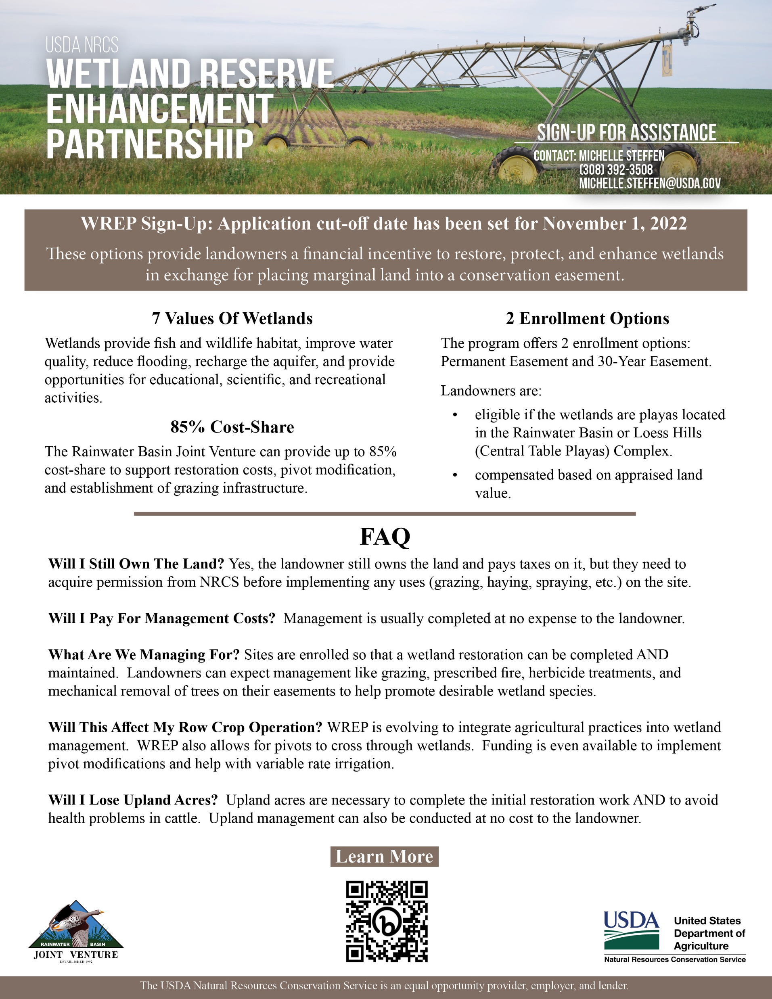 USDA NRCS
WETLAND RESERVE
ENHANCEMENT
PARTNERSHIP
SIGN-UP FOR ASSISTANCE
CONTACT: MICHELLE STEFFEN
(308) 392-3508
MICHELLE.STEFFEN@USDA.GOV
WREP Sign-Up: Application cut-off date has been set for November 1, 2022
These options provide landowners a financial incentive to restore, protect, and enhance wetlands
in exchange for placing marginal land into a conservation easement.
7 Values Of Wetlands
Wetlands provide fish and wildlife habitat, improve water
quality, reduce flooding, recharge the aquifer, and provide
opportunities for educational, scientific, and recreational
activities.
85% Cost-Share
The Rainwater Basin Joint Venture can provide up to 85%
cost-share to support restoration costs, pivot modification,
and establishment of grazing infrastructure.
2 Enrollment Options
The program offers 2 enrollment options:
Permanent Easement and 30-Year Easement.
Landowners are:
• eligible if the wetlands are playas located
in the Rainwater Basin or Loess Hills
(Central Table Playas) Complex.
• compensated based on appraised land
value.
FAQ
Will I Still Own The Land? Yes, the landowner still owns the land and pays taxes on it, but they need to
acquire permission from NRCS before implementing any uses (grazing, haying, spraying, etc.) on the site.
Will I Pay For Management Costs? Management is usually completed at no expense to the landowner.
What Are We Managing For? Sites are enrolled so that a wetland restoration can be completed AND
maintained. Landowners can expect management like grazing, prescribed fire, herbicide treatments, and
mechanical removal of trees on their easements to help promote desirable wetland species.
Will This Affect My Row Crop Operation? WREP is evolving to integrate agricultural practices into wetland
management. WREP also allows for pivots to cross through wetlands. Funding is even available to implement
pivot modifications and help with variable rate irrigation.
Will I Lose Upland Acres? Upland acres are necessary to complete the initial restoration work AND to avoid
health problems in cattle. Upland management can also be conducted at no cost to the landowner.
Learn More
RAINWATER BASIN
JOINT VENTURE
ESTABLISHED 1992
USDA
United States
Department of
Agriculture
Natural Resources Conservation Service
The USDA Natural Resources Conservation Service is an equal opportunity provider, employer, and lender.